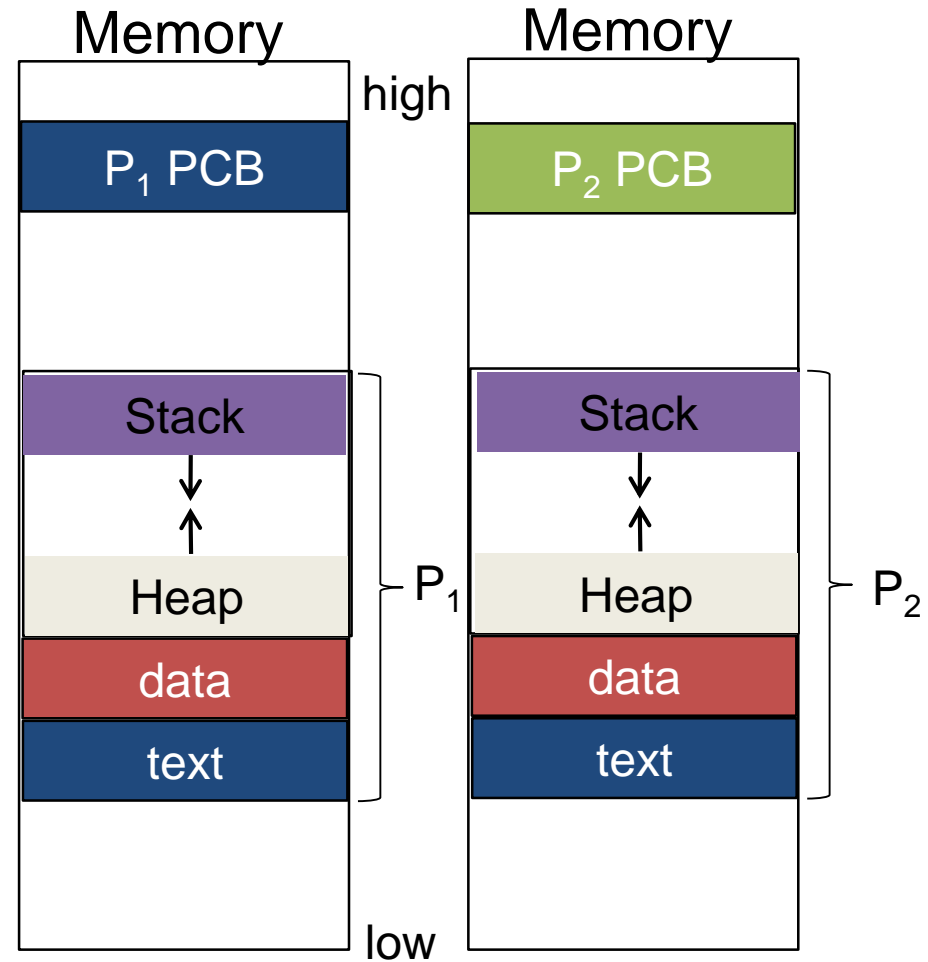 Memory
high
P₁ PCB
Stack
Heap
P₁
data
text
low
Memory
P₂ PCB
Stack
Heap
P₂
data
text